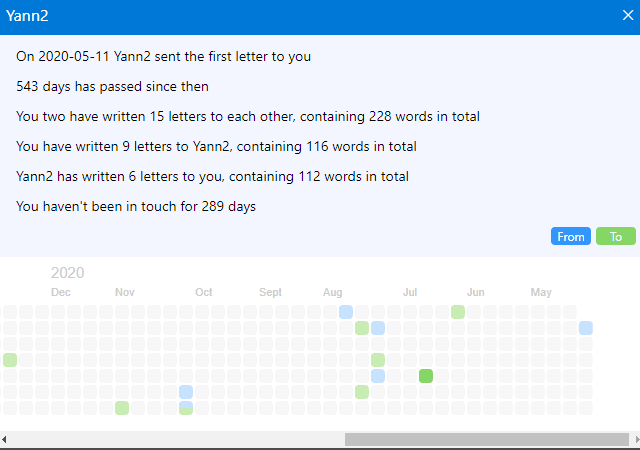 Yann2
On 2020-05-11 Yann2 sent the first letter to you
543 days has passed since then
You two have written 15 letters to each other, containing 228 words in total
You have written 9 letters to Yann2, containing 116 words in total
Yann2 has written 6 letters to you, containing 112 words in total
You haven't been in touch for 289 days
From To
2020
Dec Nov Oct Sept Aug Jul Jun May